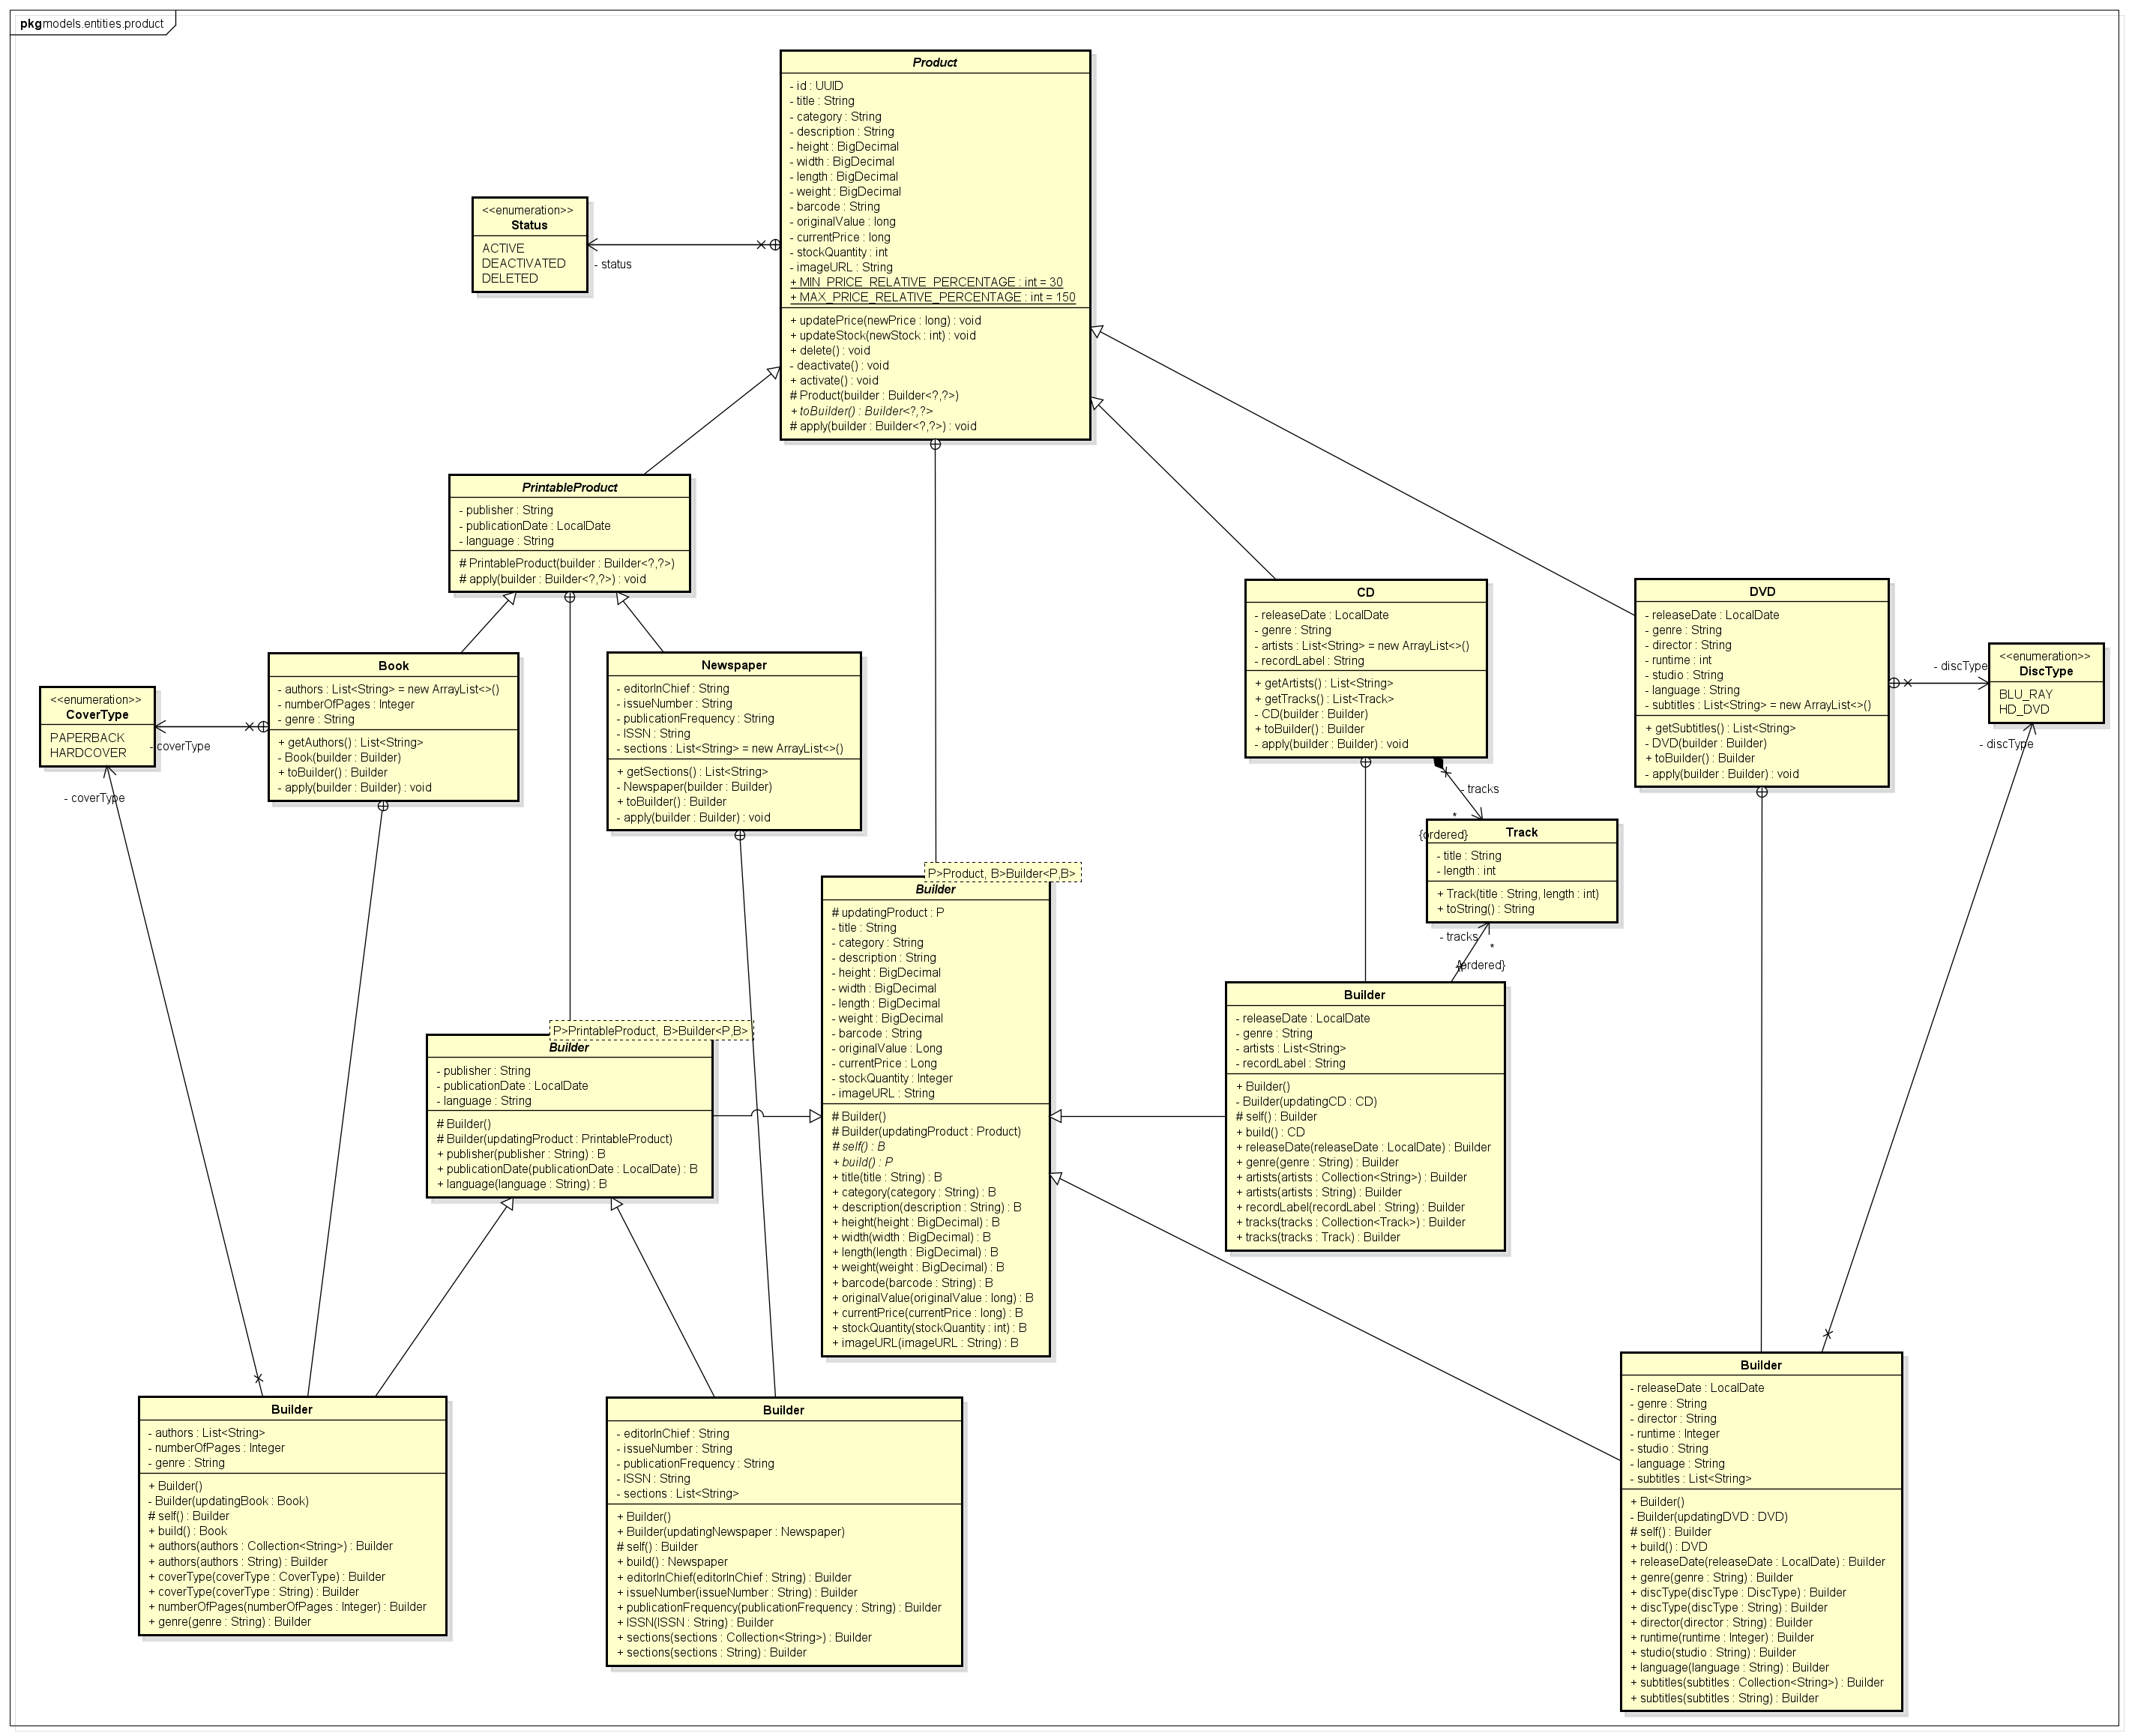 pkg models.entities.product
Product
- id : UUID
- title : String
- category : String
- description : String
- height : BigDecimal
- width : BigDecimal
- length : BigDecimal
- weight : BigDecimal
- barcode : String
- originalValue : long
- currentPrice : long
- stockQuantity : int
- imageURL : String
+ MIN_PRICE_RELATIVE_PERCENTAGE : int = 30
+ MAX_PRICE_RELATIVE_PERCENTAGE : int = 150
+ updatePrice(newPrice : long) : void
+ updateStock(newStock : int) : void
+ delete() : void
- deactivate() : void
+ activate() : void
# Product(builder : Builder<?,?>)
+ toBuilder() : Builder<?,?>
# apply(builder : Builder<?,?>) : void
<<enumeration>>
Status
ACTIVE
DEACTIVATED
DELETED
- status
PrintableProduct
- publisher : String
- publicationDate : LocalDate
- language : String
# PrintableProduct(builder : Builder<?,?>)
# apply(builder : Builder<?,?>) : void
CD
- releaseDate : LocalDate
- genre : String
- artists : List<String> = new ArrayList<>()
- recordLabel : String
+ getArtists() : List<String>
+ getTracks() : List<Track>
- CD(builder : Builder)
+ toBuilder() : Builder
- apply(builder : Builder) : void
DVD
- releaseDate : LocalDate
- genre : String
- director : String
- runtime : int
- studio : String
- language : String
- subtitles : List<String> = new ArrayList<>()
+ getSubtitles() : List<String>
- DVD(builder : Builder)
+ toBuilder() : Builder
- apply(builder : Builder) : void
- discType
<<enumeration>>
DiscType
BLU_RAY
HD_DVD
- discType
<<enumeration>>
CoverType
PAPERBACK
HARDCOVER
- coverType
- coverType
Book
- authors : List<String> = new ArrayList<>()
- numberOfPages : Integer
- genre : String
+ getAuthors() : List<String>
- Book(builder : Builder)
+ toBuilder() : Builder
- apply(builder : Builder) : void
Newspaper
- editorInChief : String
- issueNumber : String
- publicationFrequency : String
- ISSN : String
- sections : List<String> = new ArrayList<>()
+ getSections() : List<String>
- Newspaper(builder : Builder)
+ toBuilder() : Builder
- apply(builder : Builder) : void
- tracks
*
{ordered}
Track
- title : String
- length : int
+ Track(title : String, length : int)
+ toString() : String
- tracks
*
{ordered}
P>Product, B>Builder<P,B>
Builder
# updatingProduct : P
- title : String
- category : String
- description : String
- height : BigDecimal
- width : BigDecimal
- length : BigDecimal
- weight : BigDecimal
- barcode : String
- originalValue : Long
- currentPrice : Long
- stockQuantity : Integer
- imageURL : String
# Builder()
# Builder(updatingProduct : Product)
# self() : B
+ build() : P
+ title(title : String) : B
+ category(category : String) : B
+ description(description : String) : B
+ height(height : BigDecimal) : B
+ width(width : BigDecimal) : B
+ length(length : BigDecimal) : B
+ weight(weight : BigDecimal) : B
+ barcode(barcode : String) : B
+ originalValue(originalValue : long) : B
+ currentPrice(currentPrice : long) : B
+ stockQuantity(stockQuantity : int) : B
+ imageURL(imageURL : String) : B
P>PrintableProduct, B>Builder<P,B>
Builder
- publisher : String
- publicationDate : LocalDate
- language : String
# Builder()
# Builder(updatingProduct : PrintableProduct)
+ publisher(publisher : String) : B
+ publicationDate(publicationDate : LocalDate) : B
+ language(language : String) : B
Builder
- releaseDate : LocalDate
- genre : String
- artists : List<String>
- recordLabel : String
+ Builder()
- Builder(updatingCD : CD)
# self() : Builder
+ build() : CD
+ releaseDate(releaseDate : LocalDate) : Builder
+ genre(genre : String) : Builder
+ artists(artists : Collection<String>) : Builder
+ artists(artists : String) : Builder
+ recordLabel(recordLabel : String) : Builder
+ tracks(tracks : Collection<Track>) : Builder
+ tracks(tracks : Track) : Builder
Builder
- authors : List<String>
- numberOfPages : Integer
- genre : String
+ Builder()
- Builder(updatingBook : Book)
# self() : Builder
+ build() : Book
+ authors(authors : Collection<String>) : Builder
+ authors(authors : String) : Builder
+ coverType(coverType : CoverType) : Builder
+ coverType(coverType : String) : Builder
+ numberOfPages(numberOfPages : Integer) : Builder
+ genre(genre : String) : Builder
Builder
- editorInChief : String
- issueNumber : String
- publicationFrequency : String
- ISSN : String
- sections : List<String>
+ Builder()
+ Builder(updatingNewspaper : Newspaper)
# self() : Builder
+ build() : Newspaper
+ editorInChief(editorInChief : String) : Builder
+ issueNumber(issueNumber : String) : Builder
+ publicationFrequency(publicationFrequency : String) : Builder
+ ISSN(ISSN : String) : Builder
+ sections(sections : Collection<String>) : Builder
+ sections(sections : String) : Builder
Builder
- releaseDate : LocalDate
- genre : String
- director : String
- runtime : Integer
- studio : String
- language : String
- subtitles : List<String>
+ Builder()
- Builder(updatingDVD : DVD)
# self() : Builder
+ build() : DVD
+ releaseDate(releaseDate : LocalDate) : Builder
+ genre(genre : String) : Builder
+ discType(discType : DiscType) : Builder
+ discType(discType : String) : Builder
+ director(director : String) : Builder
+ runtime(runtime : Integer) : Builder
+ studio(studio : String) : Builder
+ language(language : String) : Builder
+ subtitles(subtitles : Collection<String>) : Builder
+ subtitles(subtitles : String) : Builder